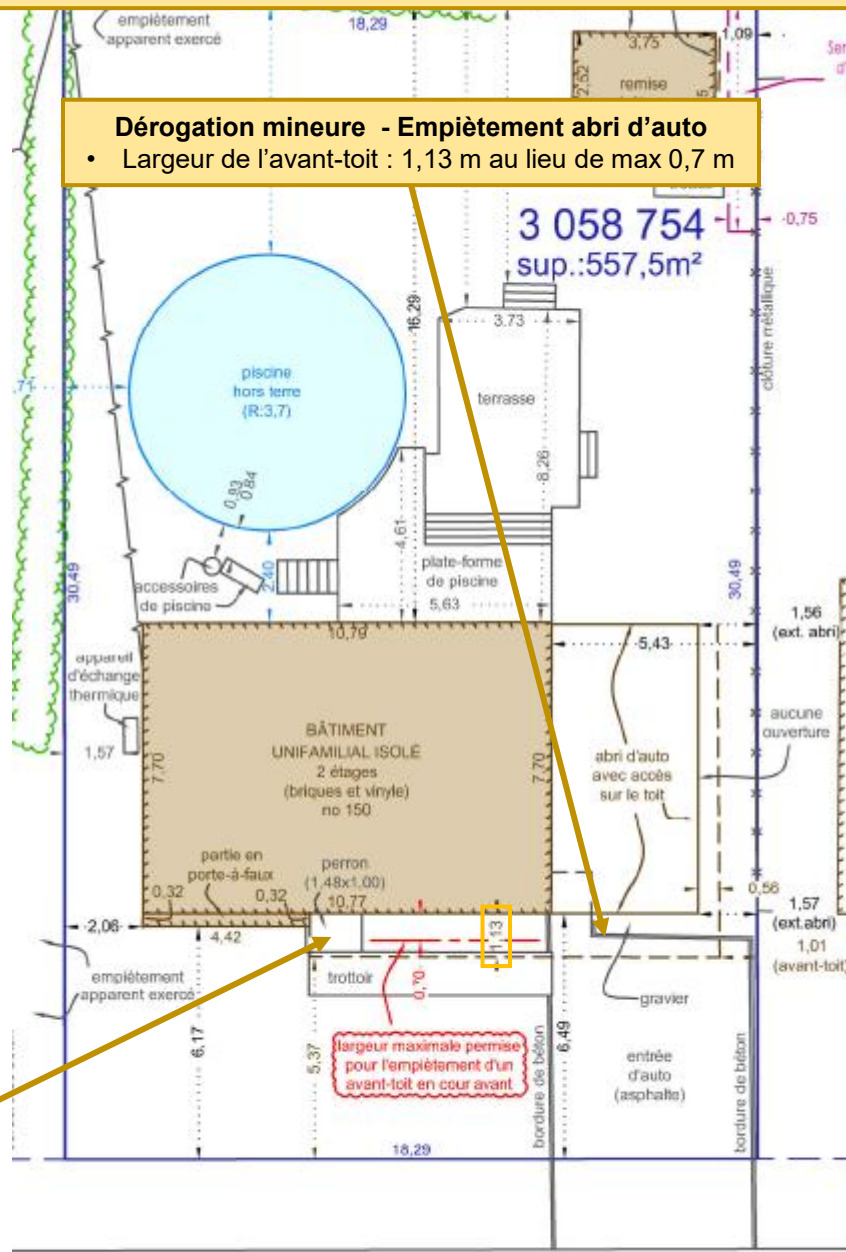 empiètement
apparent exercé
18,29
3,75
1,09
2,52
remise
Dérogation mineure - Empiètement abri d'auto
• Largeur de l'avant-toit : 1,13 m au lieu de max 0,7 m
3 058 754
sup.:557,5m²
0,75
clôture métallique
16,29
3,73
piscine
hors terre
(R:3,7)
terrasse
8,26
0,93
0,84
4,61
2,40
accessoires
de piscine
plate-forme
de piscine
5,63
30,49
30,49
1,56
(ext. abri)
10,79
5,43
appareil
d'échange
thermique
1,57
7,70
BÂTIMENT
UNIFAMILIAL ISOLÉ
2 étages
(briques et vinyle)
no 150
7,70
abri d'auto
avec accès
sur le toit
aucune
ouverture
partie en
porte-à-faux
perron
(1,48x1,00)
0,32
0,32
10,77
0,56
1,57
(ext.abri)
1,01
(avant-toit)
2,06
4,42
1,13
0,70
empiètement
apparent exercé
trottoir
gravier
6,17
5,37
largeur maximale permise
pour l'empiètement d'un
avant-toit en cour avant
6,49
bordure de béton
entrée
d'auto
(asphalte)
bordure de béton
18,29